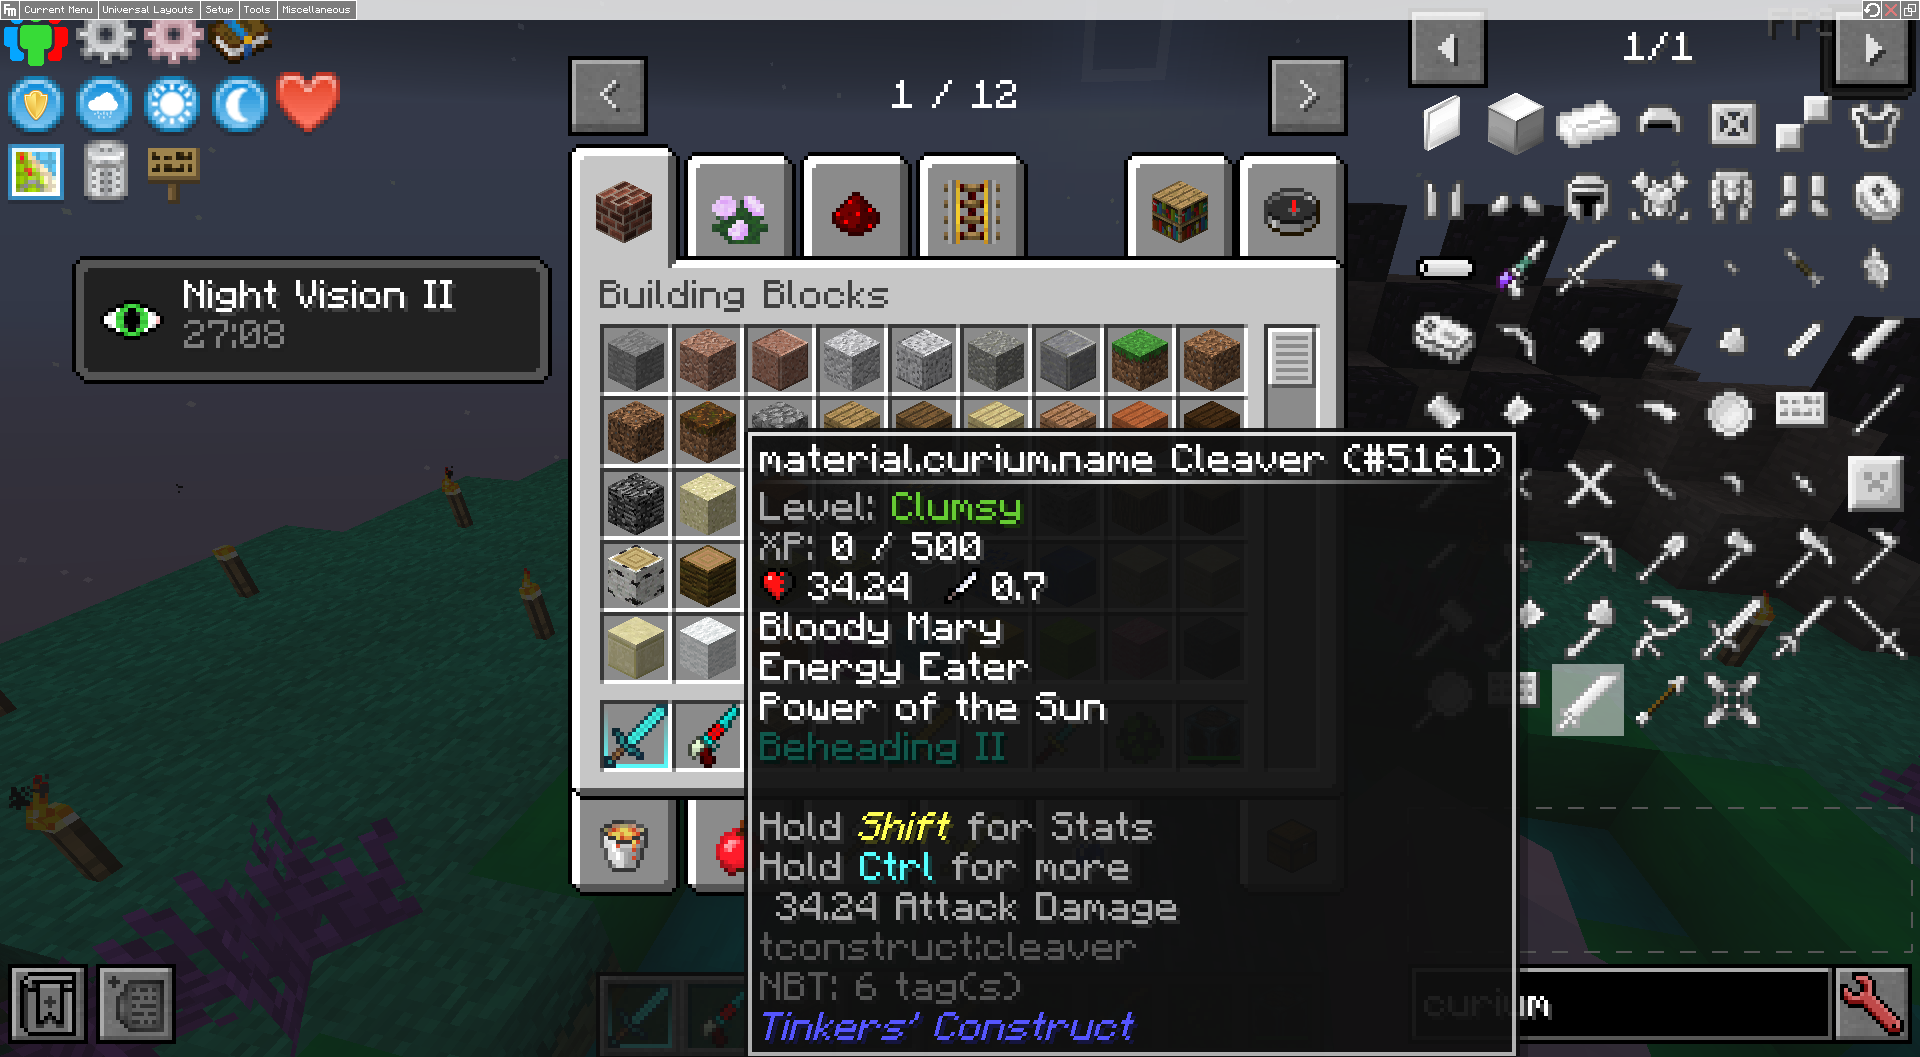 Fm Current Menu Universal Layouts Setup Tools Miscellaneous
FPS
1/1
< 1 / 12 >
Night Vision II
27:08
Building Blocks
material.curium.name Cleaver (#5161)
Level: Clumsy
XP: 0 / 500
34.24 0.7
Bloody Mary
Energy Eater
Power of the Sun
Beheading II
Hold Shift for Stats
Hold Ctrl for more
34.24 Attack Damage
tconstruct:cleaver
NBT: 6 tag(s)
Tinkers' Construct
curium